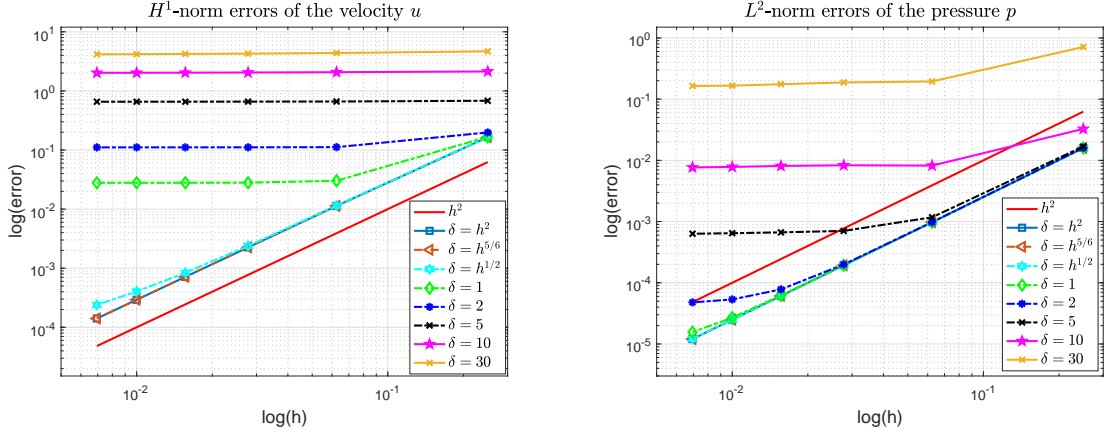 H¹-norm errors of the velocity u
10¹
10⁰
10⁻¹
10⁻²
10⁻³
10⁻⁴
log(error)
10⁻²
10⁻¹
log(h)
h²
δ = h²
δ = h^{5/6}
δ = h^{1/2}
δ = 1
δ = 2
δ = 5
δ = 10
δ = 30
L²-norm errors of the pressure p
10⁰
10⁻¹
10⁻²
10⁻³
10⁻⁴
10⁻⁵
log(error)
10⁻²
10⁻¹
log(h)
h²
δ = h²
δ = h^{5/6}
δ = h^{1/2}
δ = 1
δ = 2
δ = 5
δ = 10
δ = 30